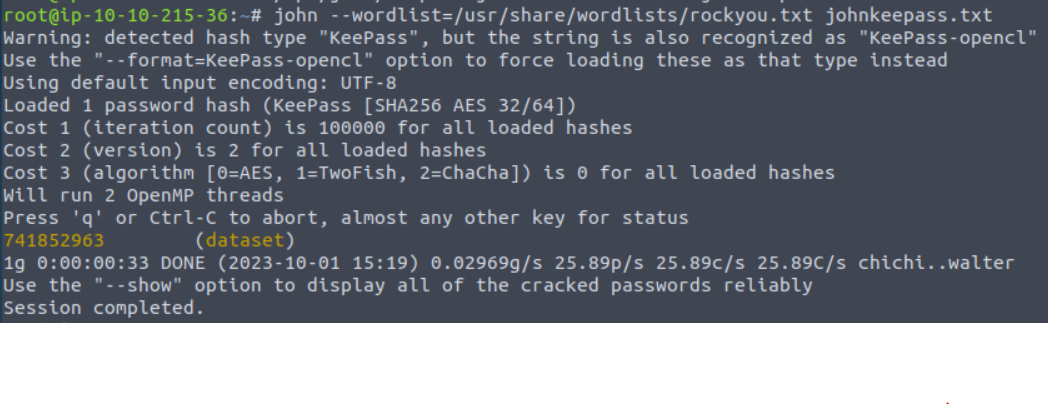 root@ip-10-10-215-36:~# john --wordlist=/usr/share/wordlists/rockyou.txt johnkeepass.txt
Warning: detected hash type "KeePass", but the string is also recognized as "KeePass-opencl"
Use the "--format=KeePass-opencl" option to force loading these as that type instead
Using default input encoding: UTF-8
Loaded 1 password hash (KeePass [SHA256 AES 32/64])
Cost 1 (iteration count) is 100000 for all loaded hashes
Cost 2 (version) is 2 for all loaded hashes
Cost 3 (algorithm [0=AES, 1=TwoFish, 2=ChaCha]) is 0 for all loaded hashes
Will run 2 OpenMP threads
Press 'q' or Ctrl-C to abort, almost any other key for status
741852963        (dataset)
1g 0:00:00:33 DONE (2023-10-01 15:19) 0.02969g/s 25.89p/s 25.89c/s 25.89C/s chichi..walter
Use the "--show" option to display all of the cracked passwords reliably
Session completed.